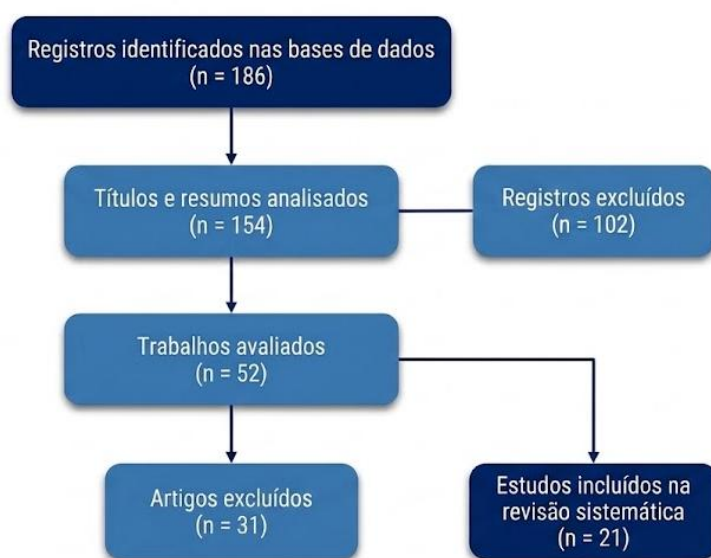 Registros identificados nas bases de dados
(n = 186)
Títulos e resumos analisados
(n = 154)
Registros excluídos
(n = 102)
Trabalhos avaliados
(n = 52)
Artigos excluídos
(n = 31)
Estudos incluídos na
revisão sistemática
(n = 21)